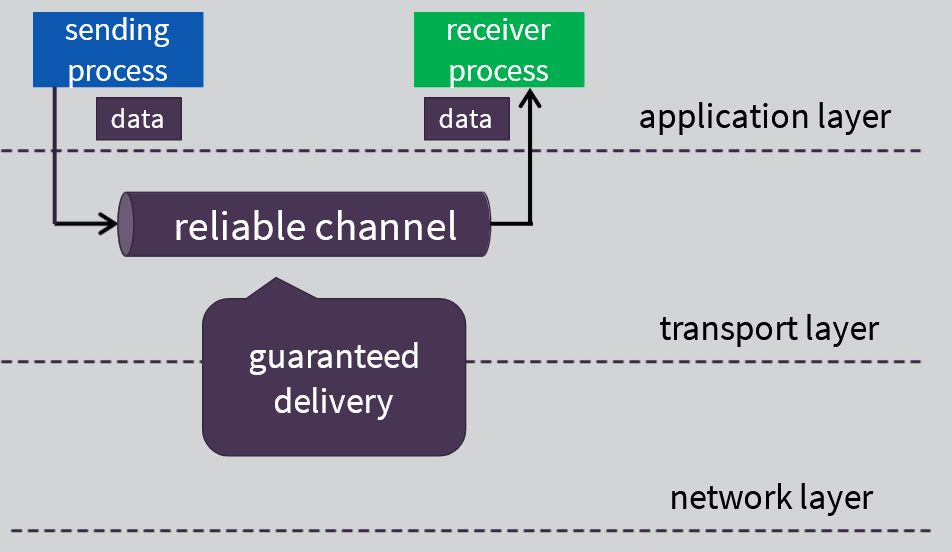 sending
process
receiver
process
data
data
application layer
reliable channel
transport layer
guaranteed
delivery
network layer